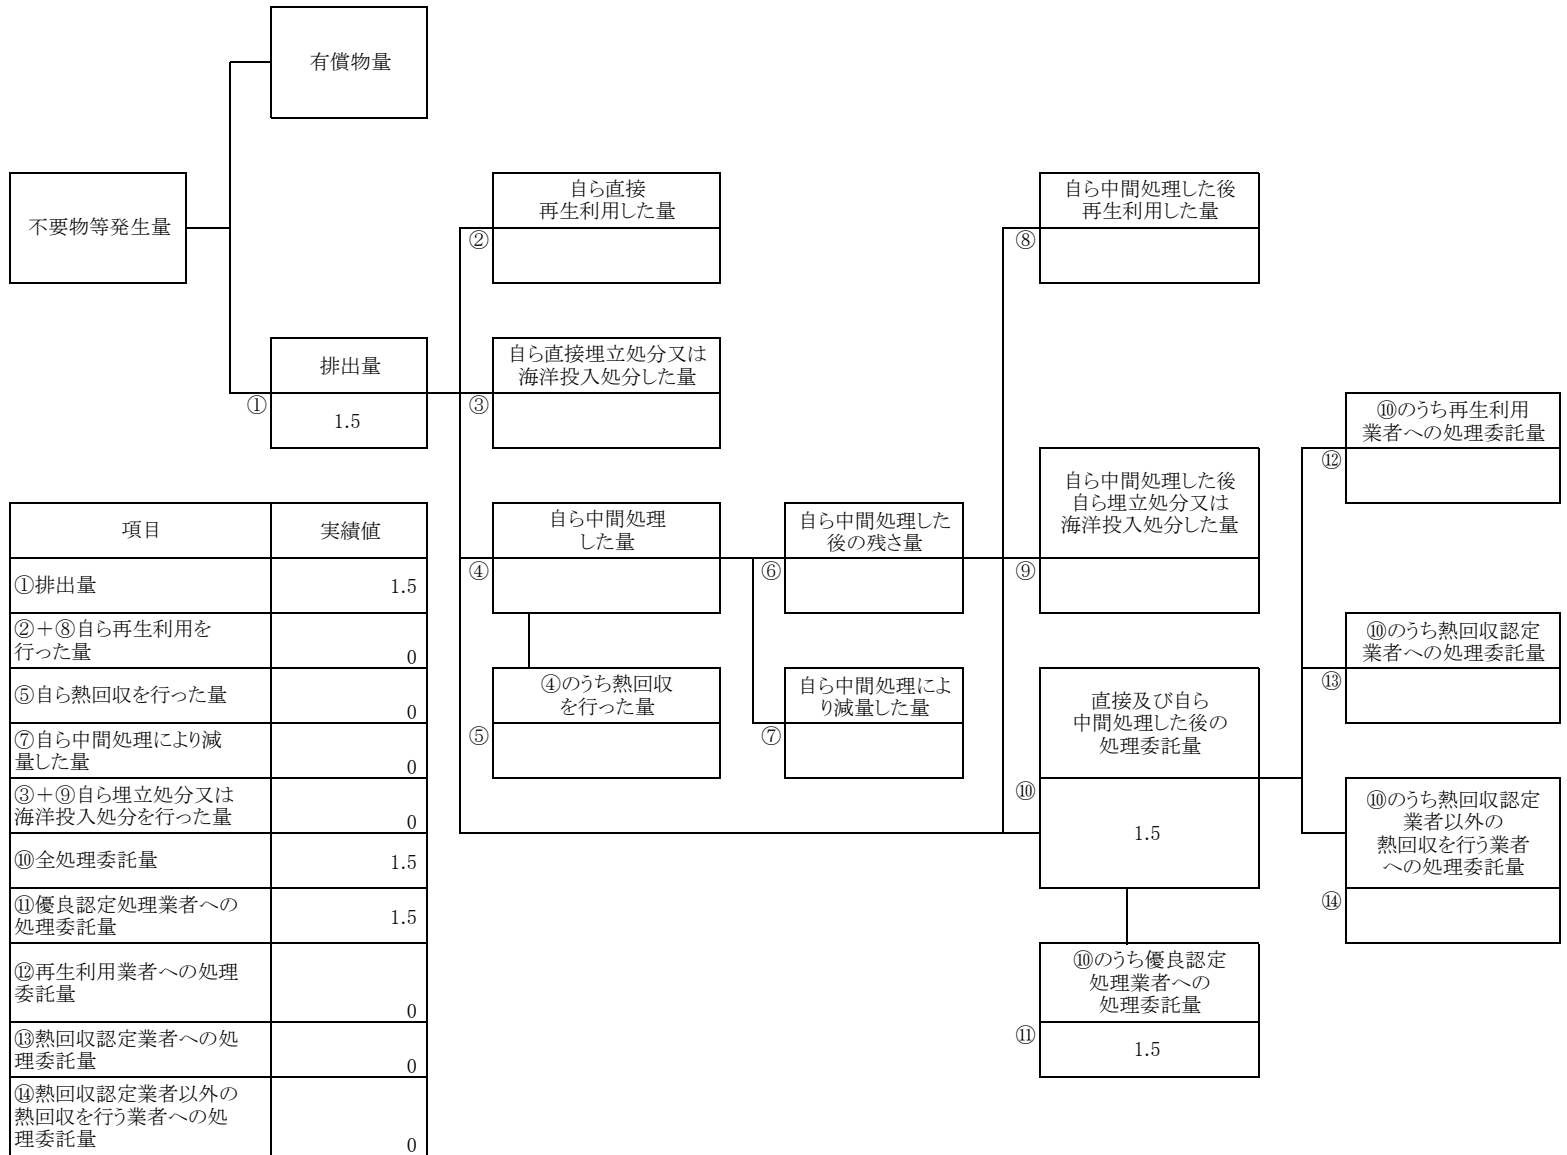 有償物量
不要物等発生量
自ら直接
再生利用した量
②
自ら中間処理した後
再生利用した量
⑧
排出量
①
1.5
自ら直接埋立処分又は
海洋投入処分した量
③
⑩のうち再生利用
業者への処理委託量
⑫
自ら中間処理
した量
④
自ら中間処理した
後の残さ量
⑥
自ら中間処理した後
自ら埋立処分又は
海洋投入処分した量
⑨
⑩のうち熱回収認定
業者への処理委託量
⑬
④のうち熱回収
を行った量
⑤
自ら中間処理によ
り減量した量
⑦
直接及び自ら
中間処理した後の
処理委託量
⑩
1.5
⑩のうち熱回収認定
業者以外の
熱回収を行う業者
への処理委託量
⑭
⑩のうち優良認定
処理業者への
処理委託量
⑪
1.5
項目 実績値
①排出量 1.5
②＋⑧自ら再生利用を
行った量 0
⑤自ら熱回収を行った量 0
⑦自ら中間処理により減
量した量 0
③＋⑨自ら埋立処分又は
海洋投入処分を行った量 0
⑩全処理委託量 1.5
⑪優良認定処理業者への
処理委託量 1.5
⑫再生利用業者への処理
委託量 0
⑬熱回収認定業者への処
理委託量 0
⑭熱回収認定業者以外の
熱回収を行う業者への処
理委託量 0